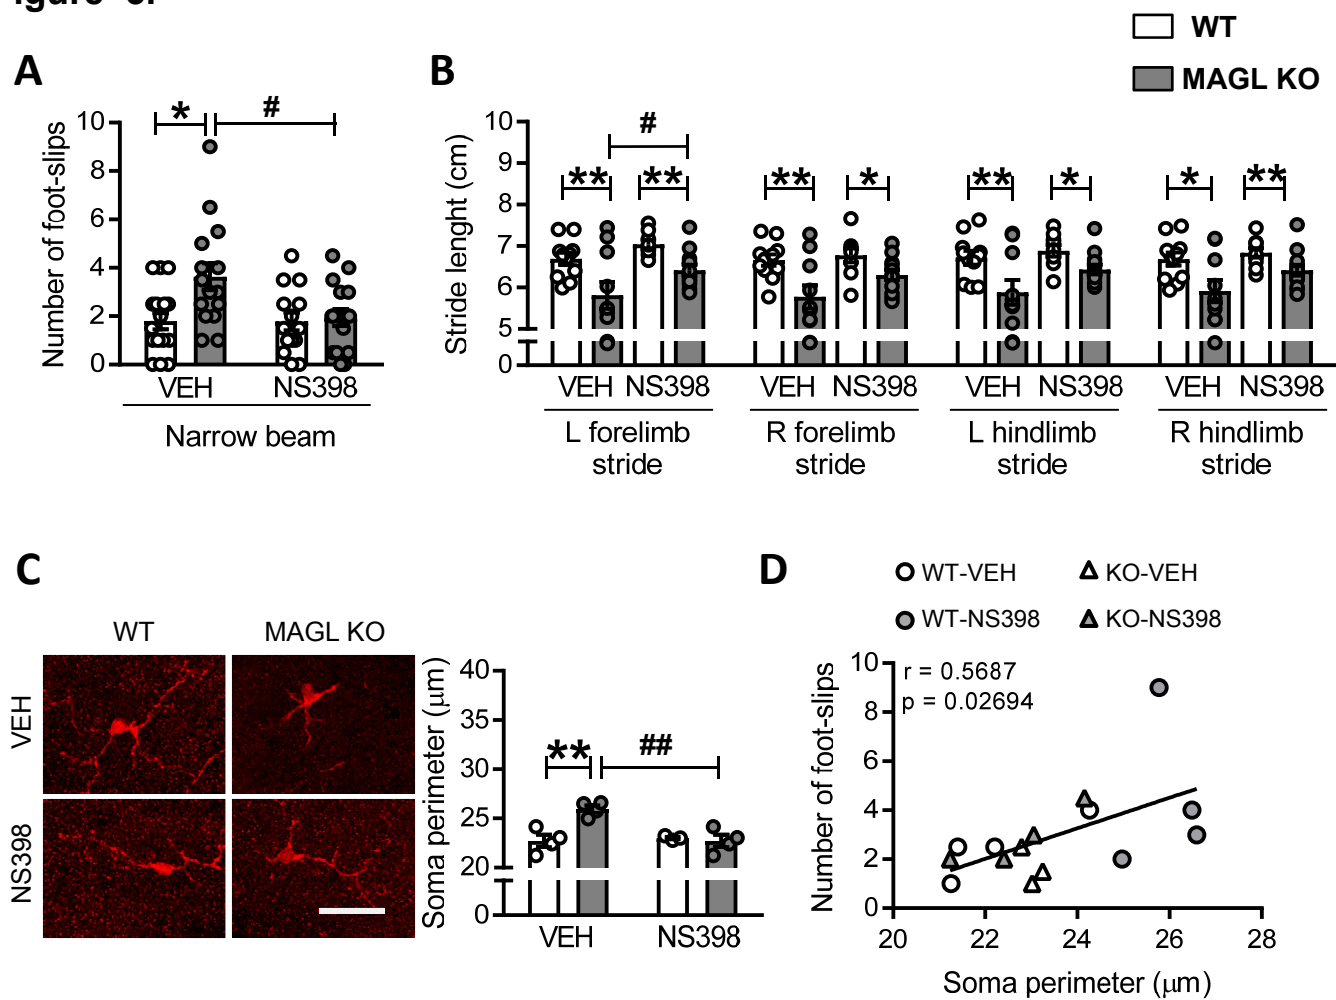 WT
MAGL KO
A
Number of foot-slips
10
8
6
4
2
0
*
#
VEH
NS398
Narrow beam
B
Stride lenght (cm)
10
9
8
7
6
5
0
#
** ** ** * ** * * **
VEH NS398 VEH NS398 VEH NS398 VEH NS398
L forelimb stride
R forelimb stride
L hindlimb stride
R hindlimb stride
C
WT
MAGL KO
VEH
NS398
Soma perimeter (μm)
40
35
30
25
20
0
**
##
VEH
NS398
D
WT-VEH
KO-VEH
WT-NS398
KO-NS398
r = 0.5687
p = 0.02694
Number of foot-slips
10
8
6
4
2
0
20 22 24 26 28
Soma perimeter (μm)